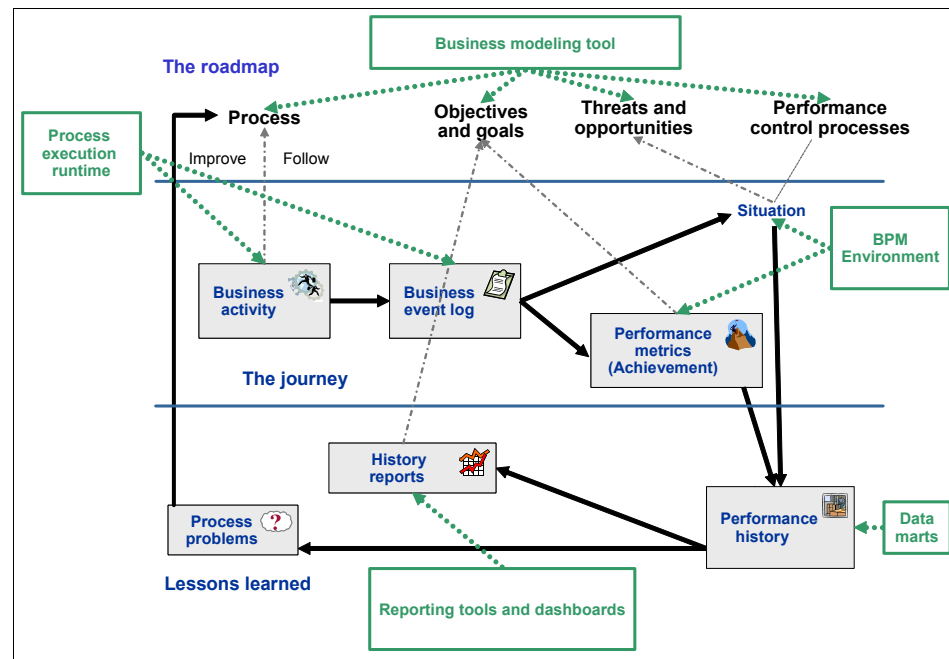 Business modeling tool
The roadmap
Process
Objectives
and goals
Threats and
opportunities
Performance
control processes
Process
execution
runtime
Improve
Follow
Situation
BPM
Environment
Business
activity
Business
event log
Performance
metrics
(Achievement)
The journey
History
reports
Process
problems
?
Performance
history
Data
marts
Lessons learned
Reporting tools and dashboards